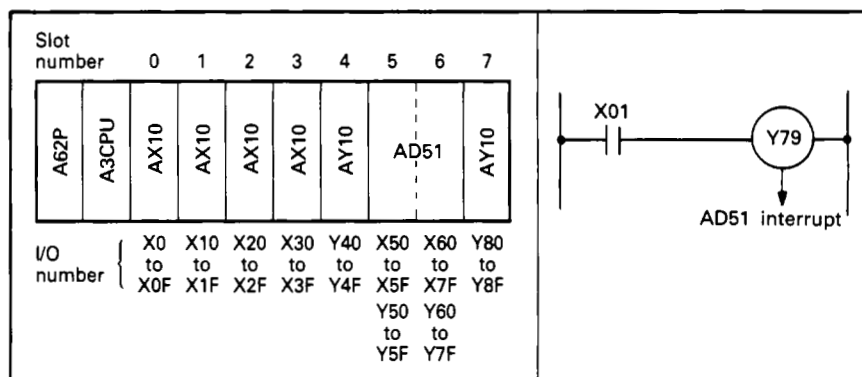 Slot
number 0 1 2 3 4 5 6 7
A62P A3CPU AX10 AX10 AX10 AX10 AY10 AD51 AY10
I/O
number
X0 X10 X20 X30 Y40 X50 X60 Y80
to to to to to to to to
X0F X1F X2F X3F Y4F X5F X7F Y8F
Y50 Y60
to to
Y5F Y7F
X01
Y79
AD51 interrupt